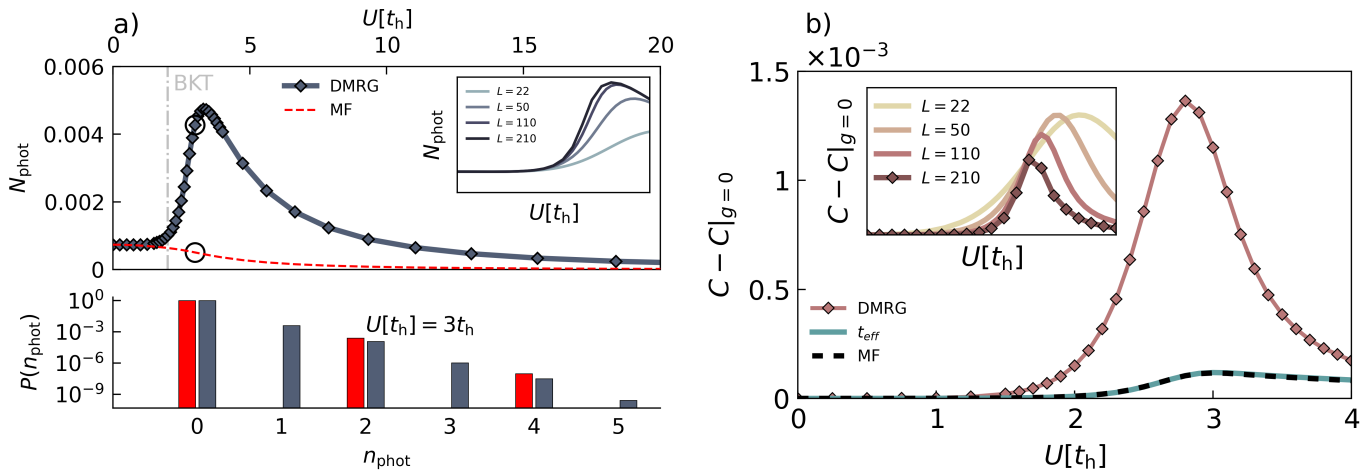 a)
U[t_h]
0 5 10 15 20
0.006
0.004
0.002
0
N_phot
BKT
DMRG
MF
L = 22
L = 50
L = 110
L = 210
N_phot
U[t_h]
10^0
10^-3
10^-6
10^-9
P(n_phot)
U[t_h] = 3t_h
0 1 2 3 4 5
n_phot
b)
×10^-3
1.5
1
0.5
0
C − C|_g = 0
L = 22
L = 50
L = 110
L = 210
C − C|_g = 0
U[t_h]
DMRG
t_eff
MF
0 1 2 3 4
U[t_h]